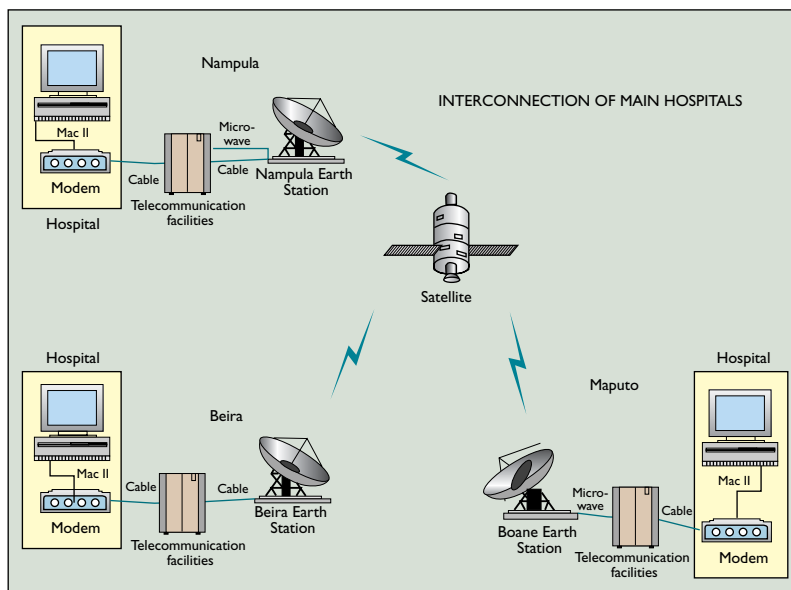 Nampula
INTERCONNECTION OF MAIN HOSPITALS
Mac II
Micro-
wave
Modem
Cable
Cable
Nampula Earth
Station
Telecommunication
facilities
Hospital
Satellite
Hospital
Beira
Mac II
Cable
Cable
Modem
Beira Earth
Station
Telecommunication
facilities
Hospital
Maputo
Mac II
Micro-
wave
Cable
Boane Earth
Station
Telecommunication
facilities
Modem